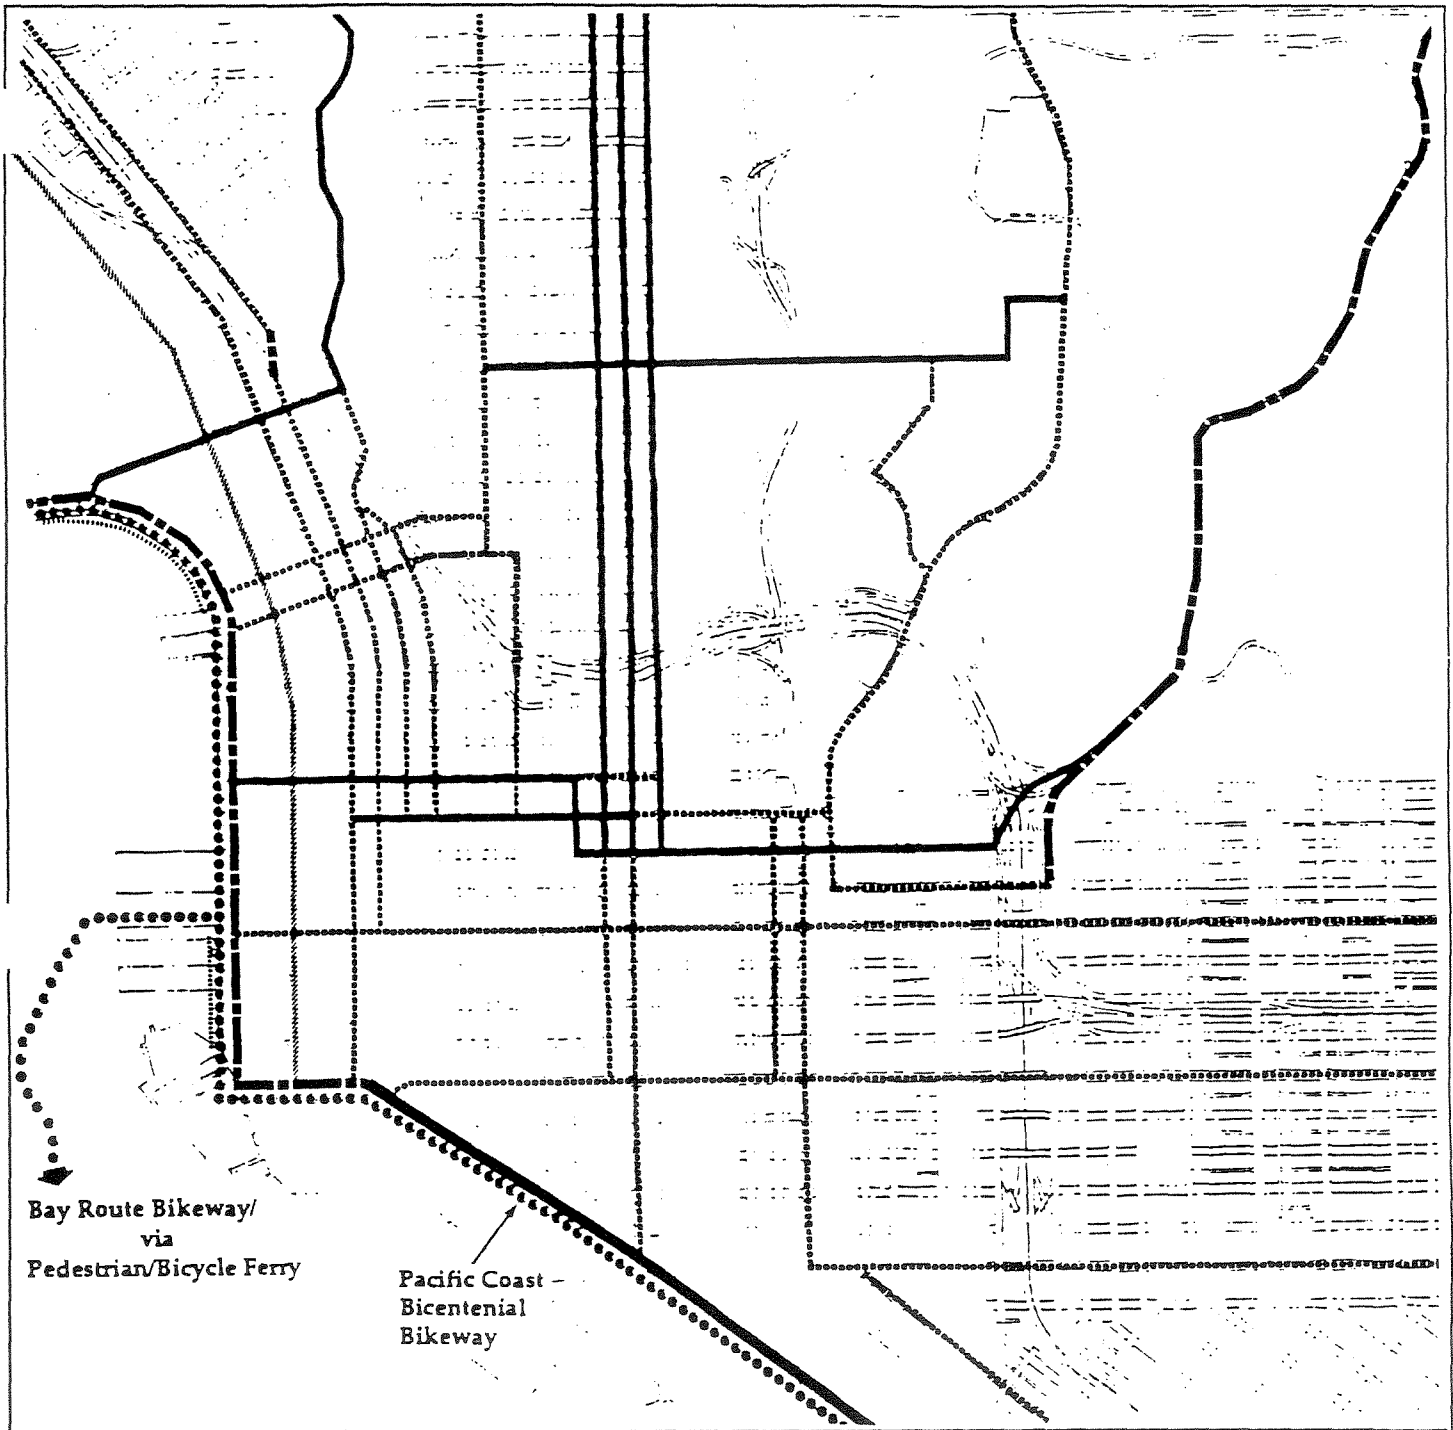 Bay Route Bikeway/
via
Pedestrian/Bicycle Ferry
Pacific Coast
Bicentenial
Bikeway